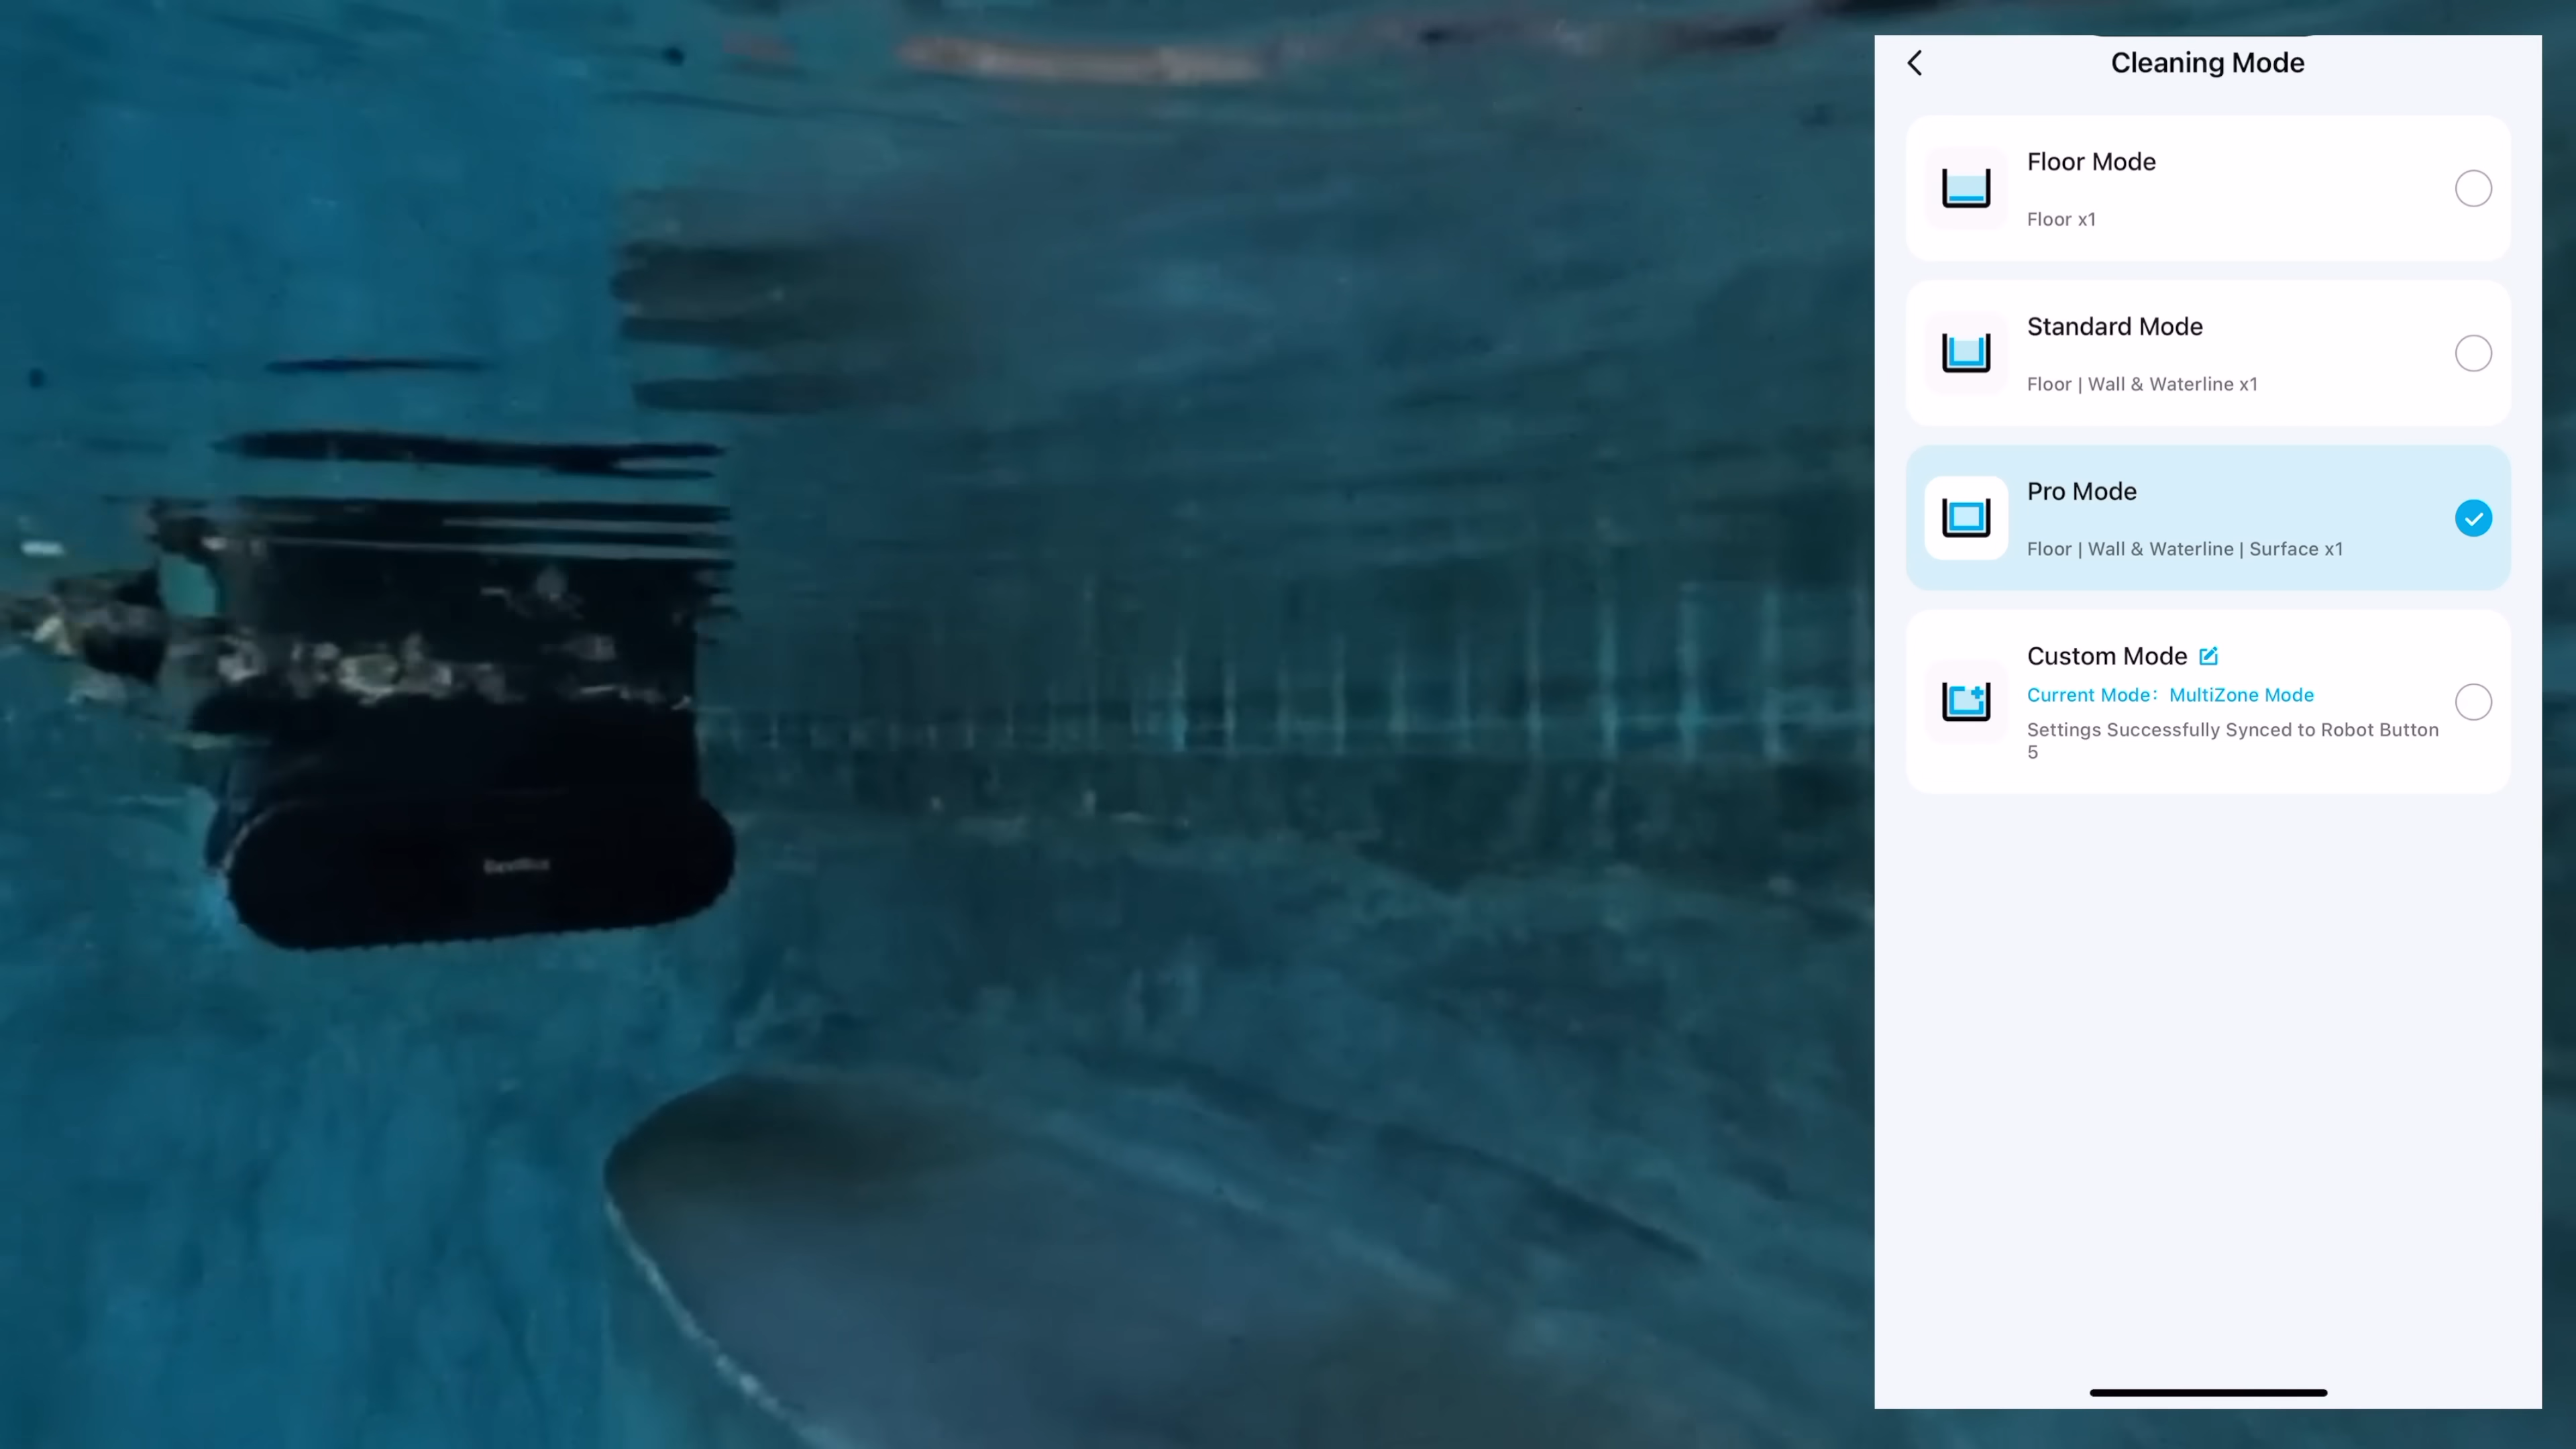 Cleaning Mode
Floor Mode
Floor x1
Standard Mode
Floor | Wall & Waterline x1
Pro Mode
Floor | Wall & Waterline | Surface x1
Custom Mode
Current Mode: MultiZone Mode
Settings Successfully Synced to Robot Button
5